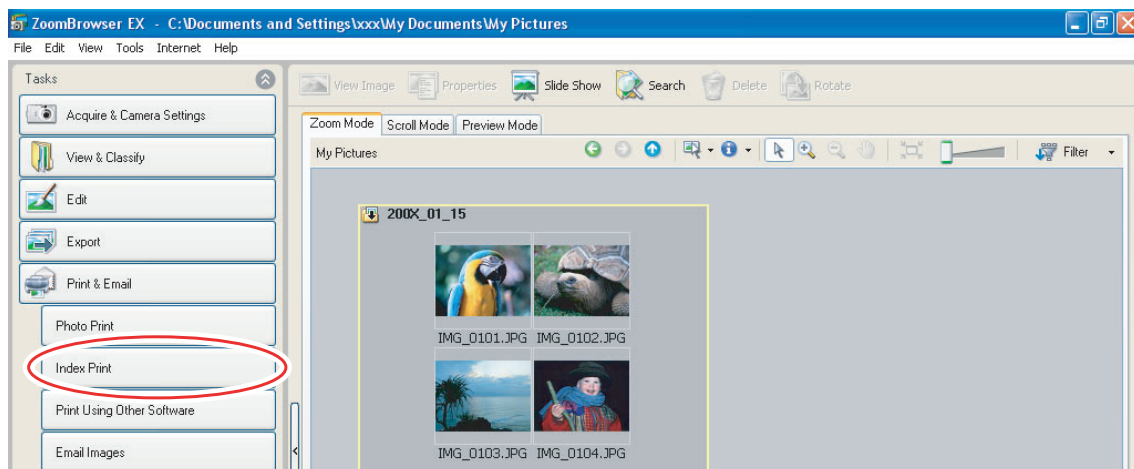 ZoomBrowser EX - C:\Documents and Settings\xxx\My Documents\My Pictures
File Edit View Tools Internet Help
Tasks
Acquire & Camera Settings
View & Classify
Edit
Export
Print & Email
Photo Print
Index Print
Print Using Other Software
Email Images
View Image Properties Slide Show Search Delete Rotate
Zoom Mode Scroll Mode Preview Mode
My Pictures Filter
200X_01_15
IMG_0101.JPG IMG_0102.JPG
IMG_0103.JPG IMG_0104.JPG